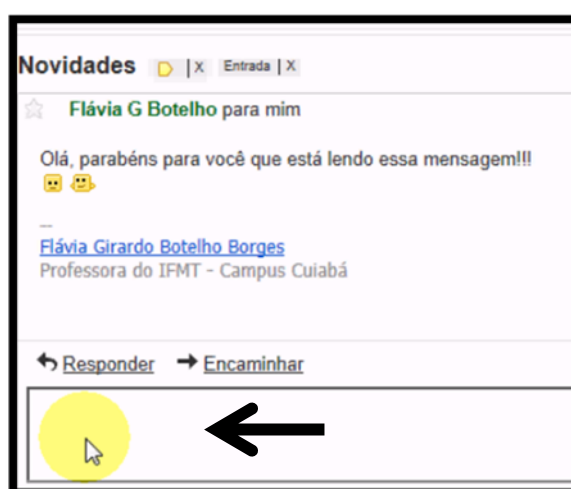 Novidades | X Entrada | X
Flávia G Botelho para mim
Olá, parabéns para você que está lendo essa mensagem!!!
--
Flávia Girardo Botelho Borges
Professora do IFMT - Campus Cuiabá
Responder Encaminhar